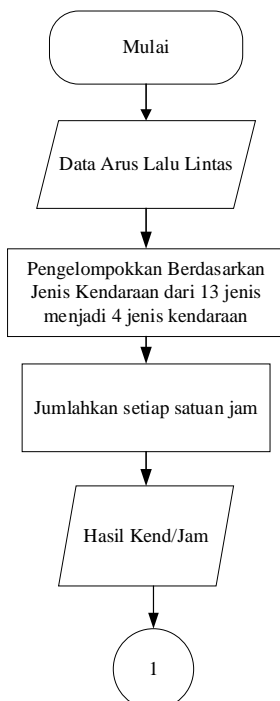 Mulai
Data Arus Lalu Lintas
Pengelompokkan Berdasarkan
Jenis Kendaraan dari 13 jenis
menjadi 4 jenis kendaraan
Jumlahkan setiap satuan jam
Hasil Kend/Jam
1